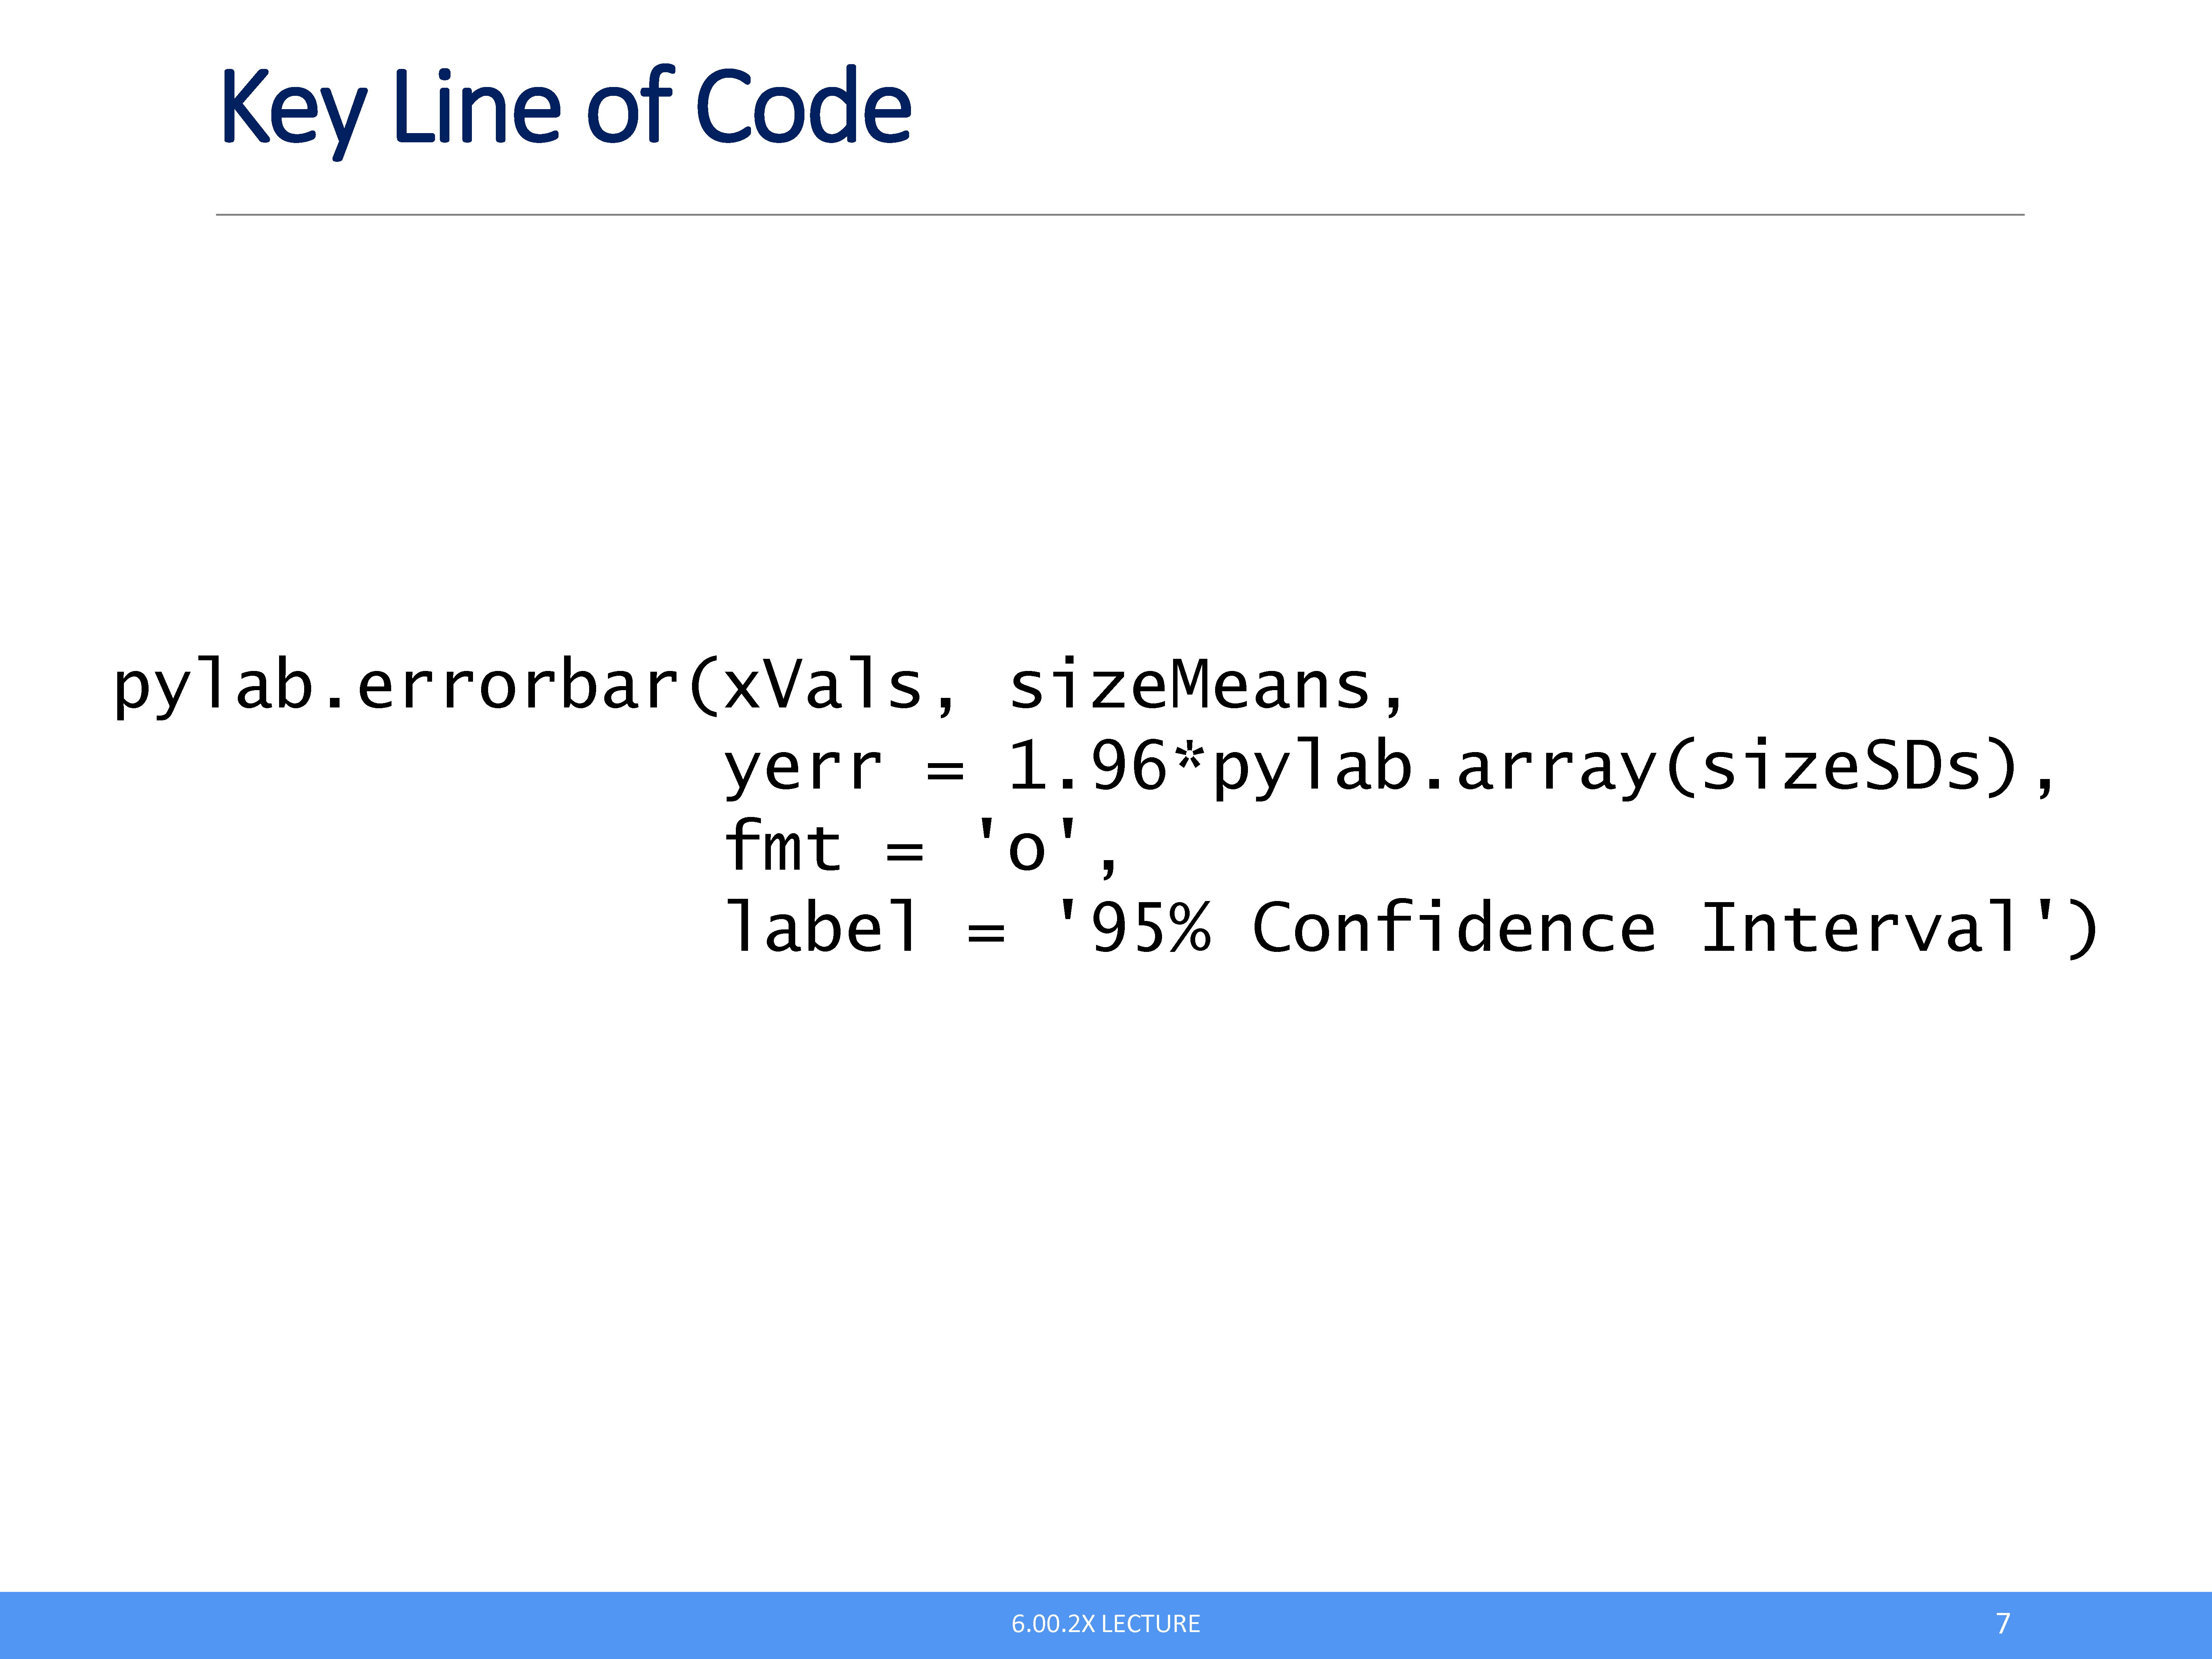 Key Line of Code
pylab.errorbar(xVals, sizeMeans,
yerr = 1.96*pylab.array(sizeSDs),
fmt = 'o',
label = '95% Confidence Interval')
6.00.2X LECTURE
7